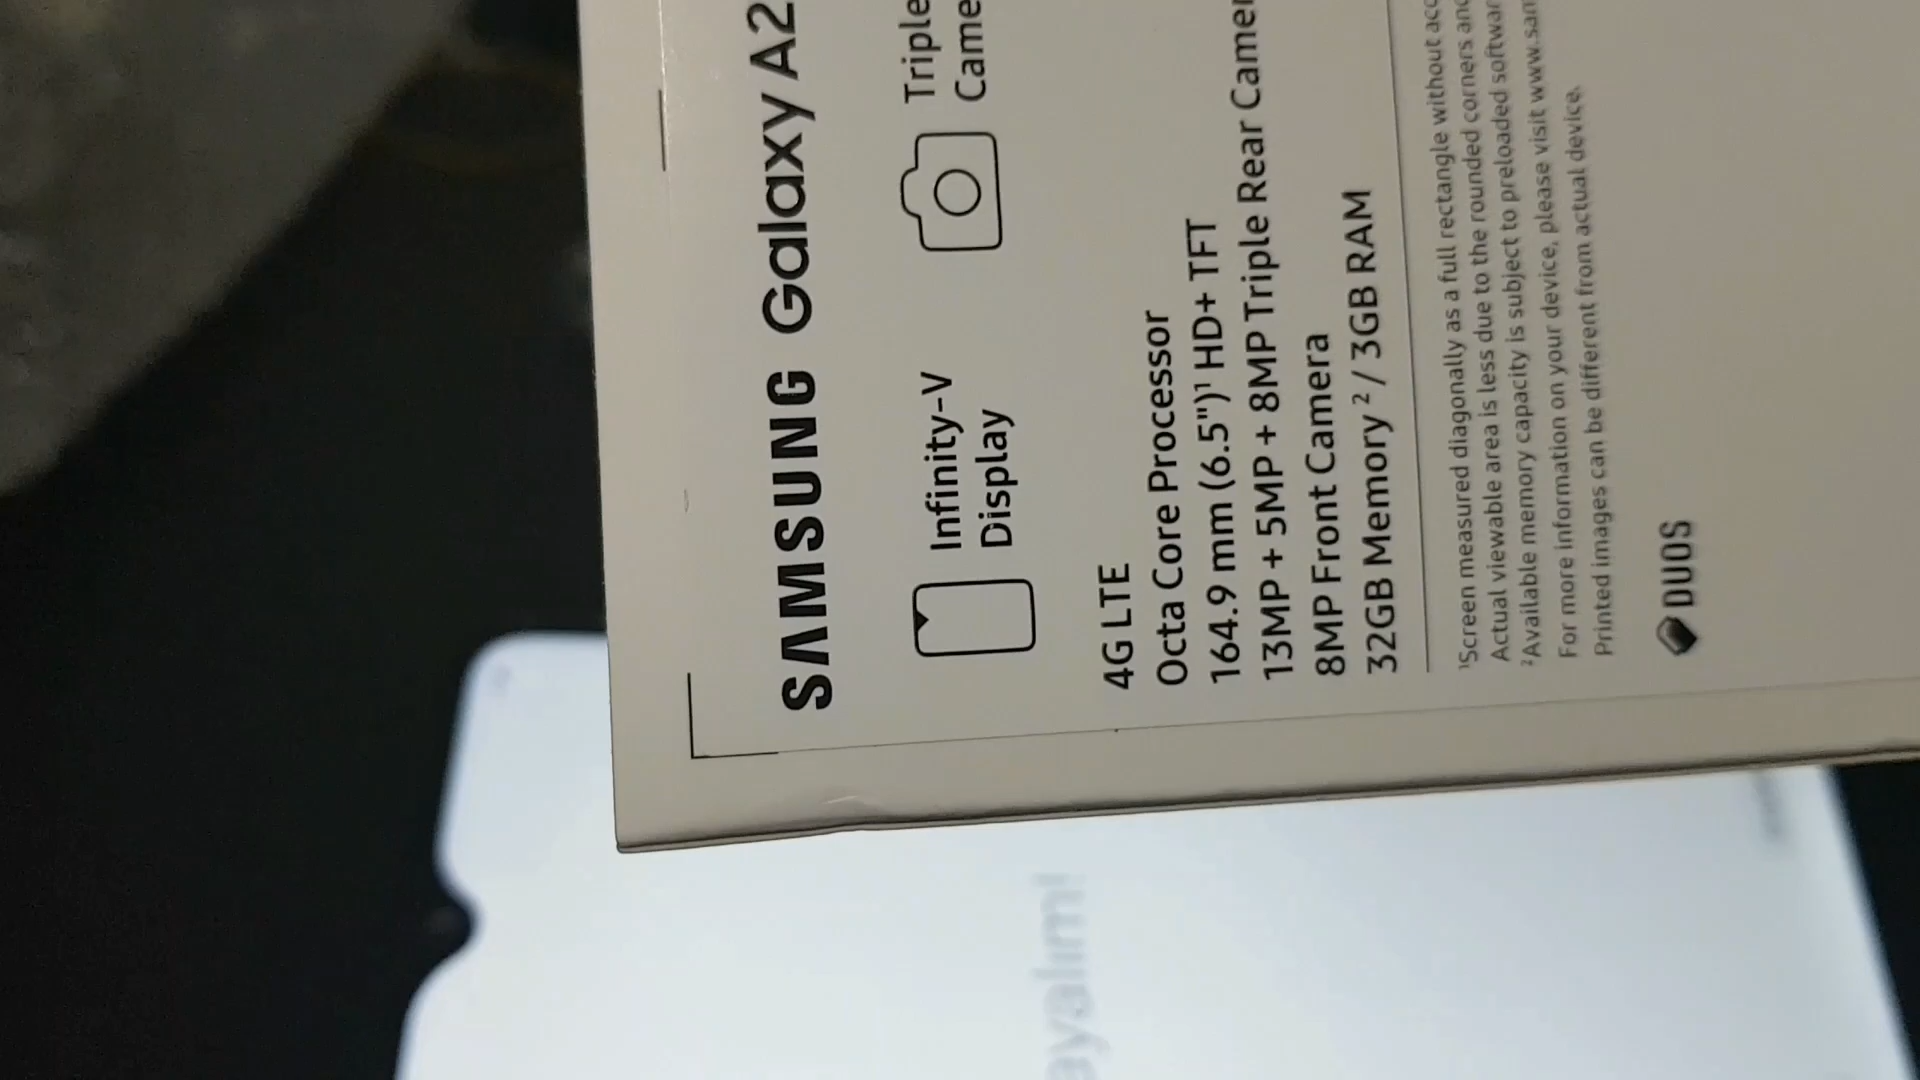 SAMSUNG Galaxy A2
Infinity-V
Display
Triple
Came
4G LTE
Octa Core Processor
164.9 mm (6.5")¹ HD+ TFT
13MP + 5MP + 8MP Triple Rear Camer
8MP Front Camera
32GB Memory² / 3GB RAM
¹Screen measured diagonally as a full rectangle without acc
Actual viewable area is less due to the rounded corners and
²Available memory capacity is subject to preloaded softwar
For more information on your device, please visit www.sam
Printed images can be different from actual device.
DUOS
ayalım!